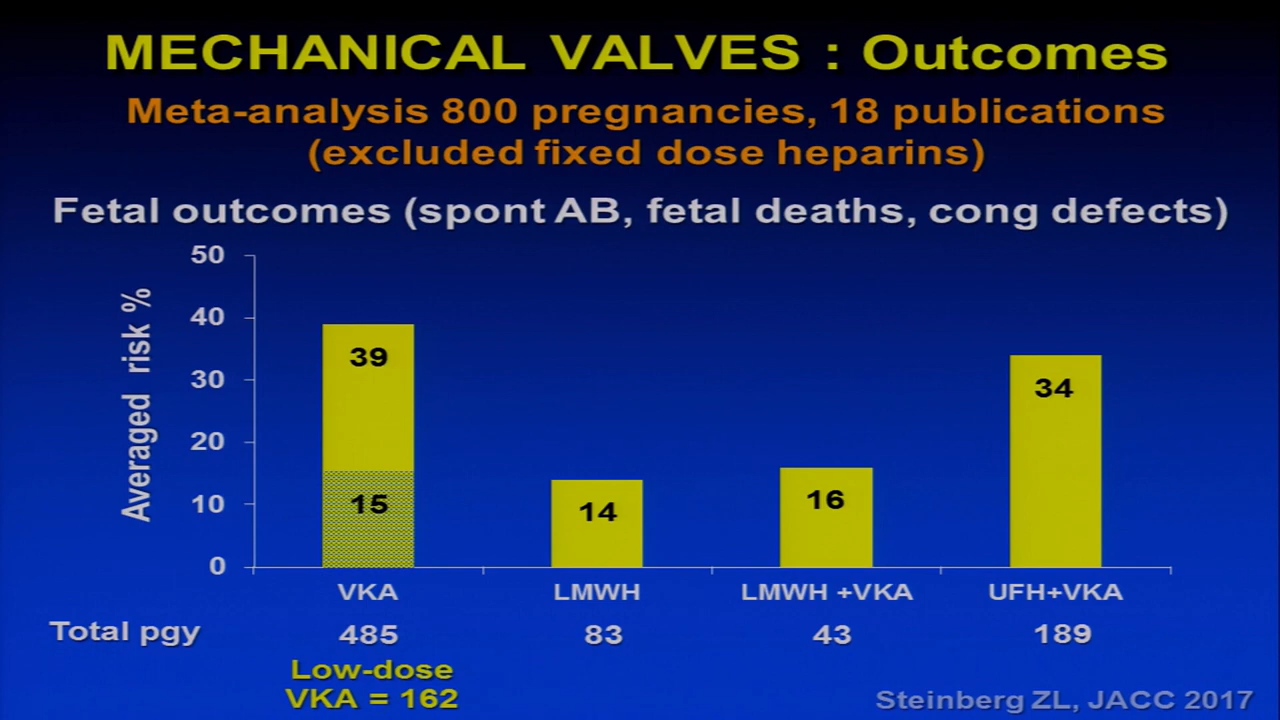 MECHANICAL VALVES : Outcomes
Meta-analysis 800 pregnancies, 18 publications
(excluded fixed dose heparins)
Fetal outcomes (spont AB, fetal deaths, cong defects)
Averaged risk %
50
40
30
20
10
0
39
15
14
16
34
VKA LMWH LMWH +VKA UFH+VKA
Total pgy 485 83 43 189
Low-dose
VKA = 162
Steinberg ZL, JACC 2017